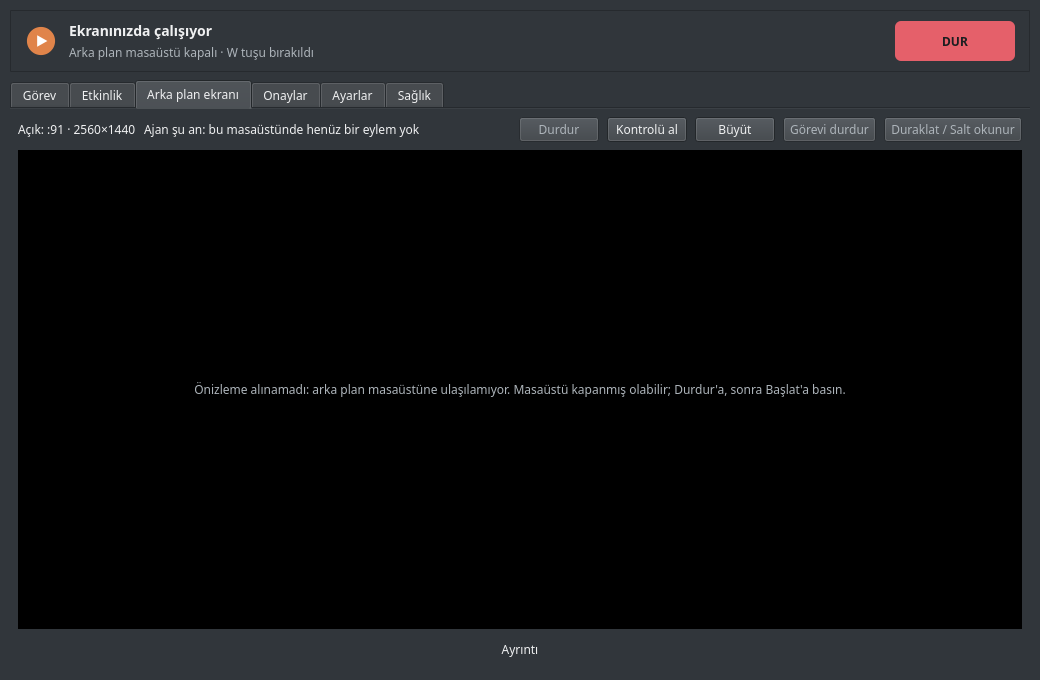 Ekranınızda çalışıyor
Arka plan masaüstü kapalı · W tuşu bırakıldı
DUR
Görev
Etkinlik
Arka plan ekranı
Onaylar
Ayarlar
Sağlık
Açık: :91 · 2560×1440 Ajan şu an: bu masaüstünde henüz bir eylem yok
Durdur
Kontrolü al
Büyüt
Görevi durdur
Duraklat / Salt okunur
Önizleme alınamadı: arka plan masaüstüne ulaşılamıyor. Masaüstü kapanmış olabilir; Durdur'a, sonra Başlat'a basın.
Ayrıntı